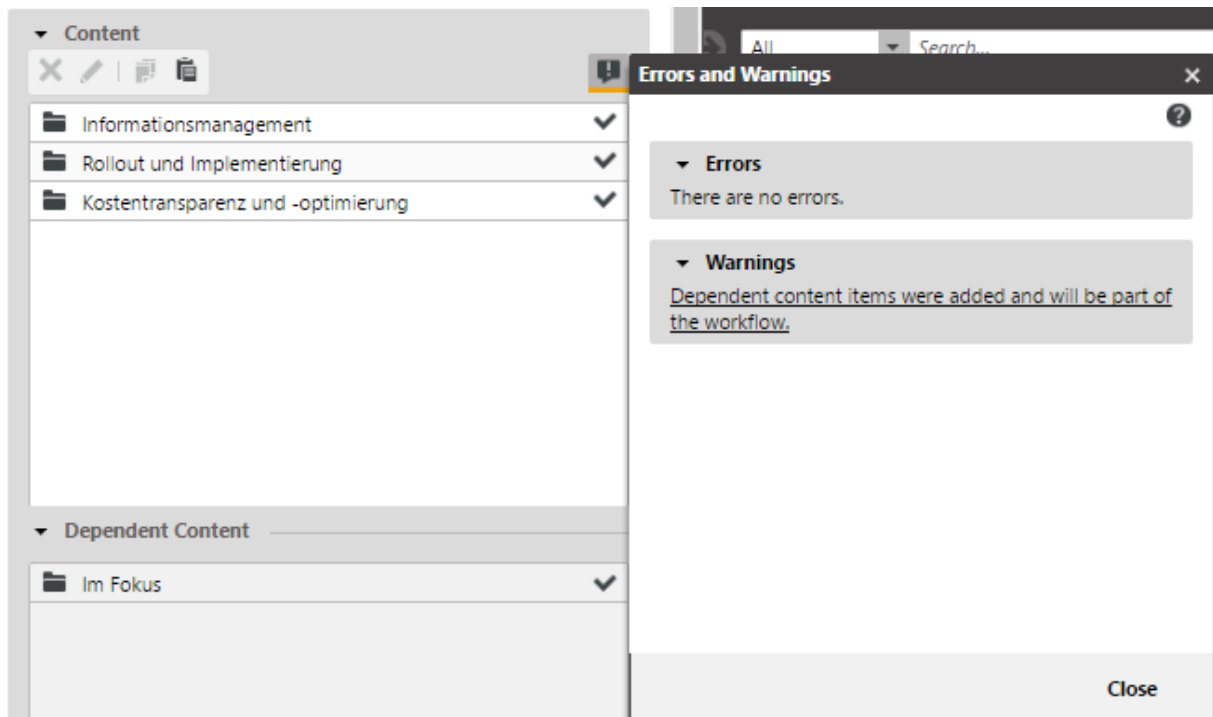 Content
All
Search...
Errors and Warnings
Informationsmanagement
Rollout und Implementierung
Kostentransparenz und -optimierung
Errors
There are no errors.
Warnings
Dependent content items were added and will be part of
the workflow.
Dependent Content
Im Fokus
Close